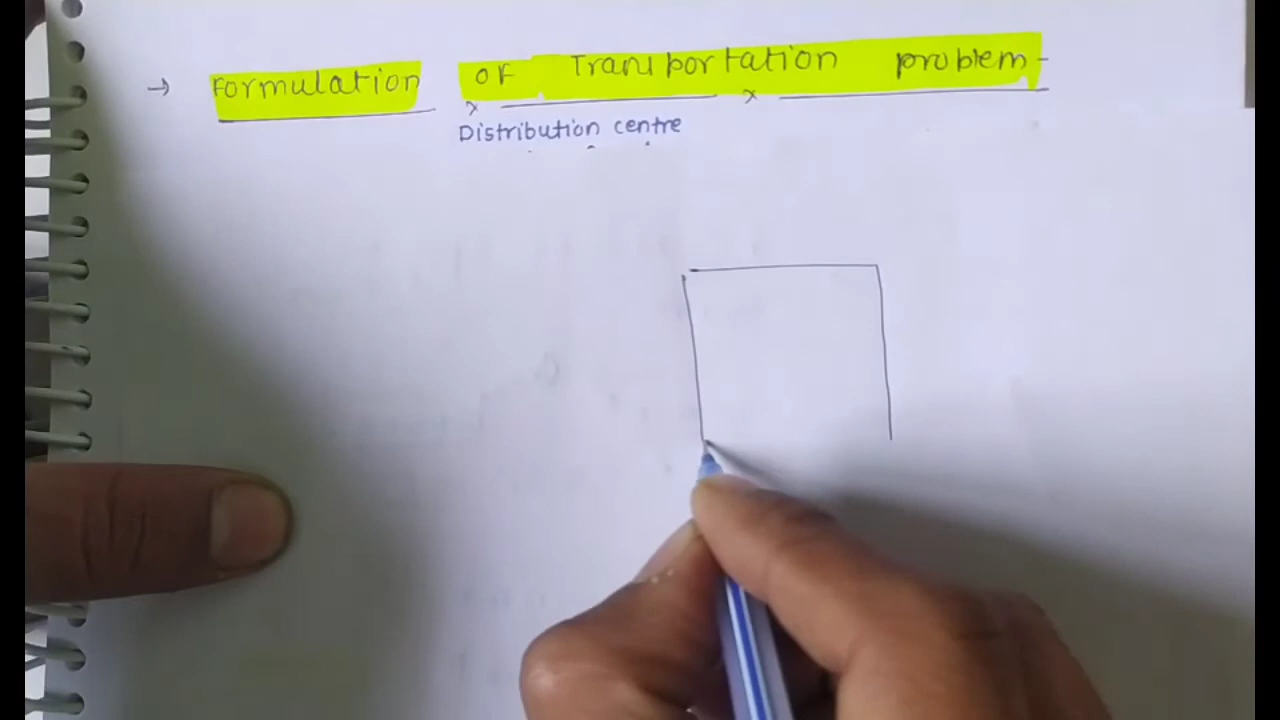 → Formulation of Transportation problem-
Distribution centre